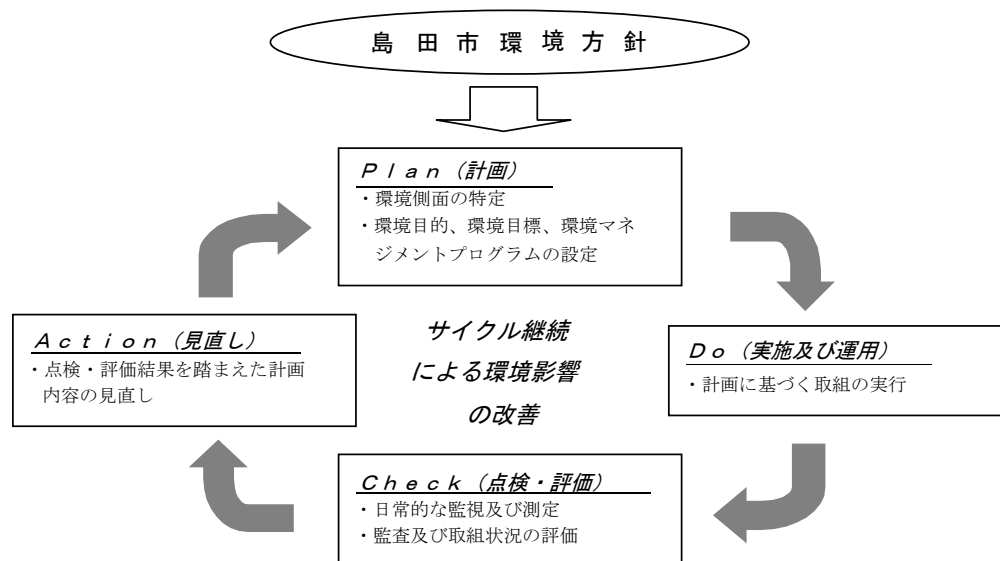 島田市環境方針
Plan(計画)
・環境側面の特定
・環境目的、環境目標、環境マネ
ジメントプログラムの設定
Action(見直し)
・点検・評価結果を踏まえた計画
内容の見直し
サイクル継続
による環境影響
の改善
Do(実施及び運用)
・計画に基づく取組の実行
Check(点検・評価)
・日常的な監視及び測定
・監査及び取組状況の評価